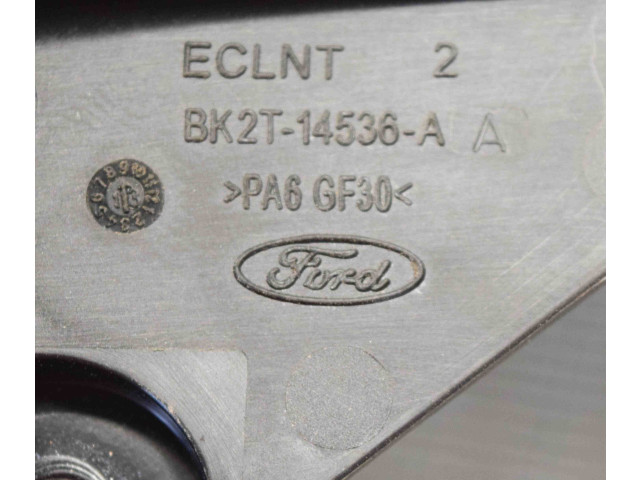 ECLNT 2
BK2T-14536-A A
>PA6 GF30<
Ford